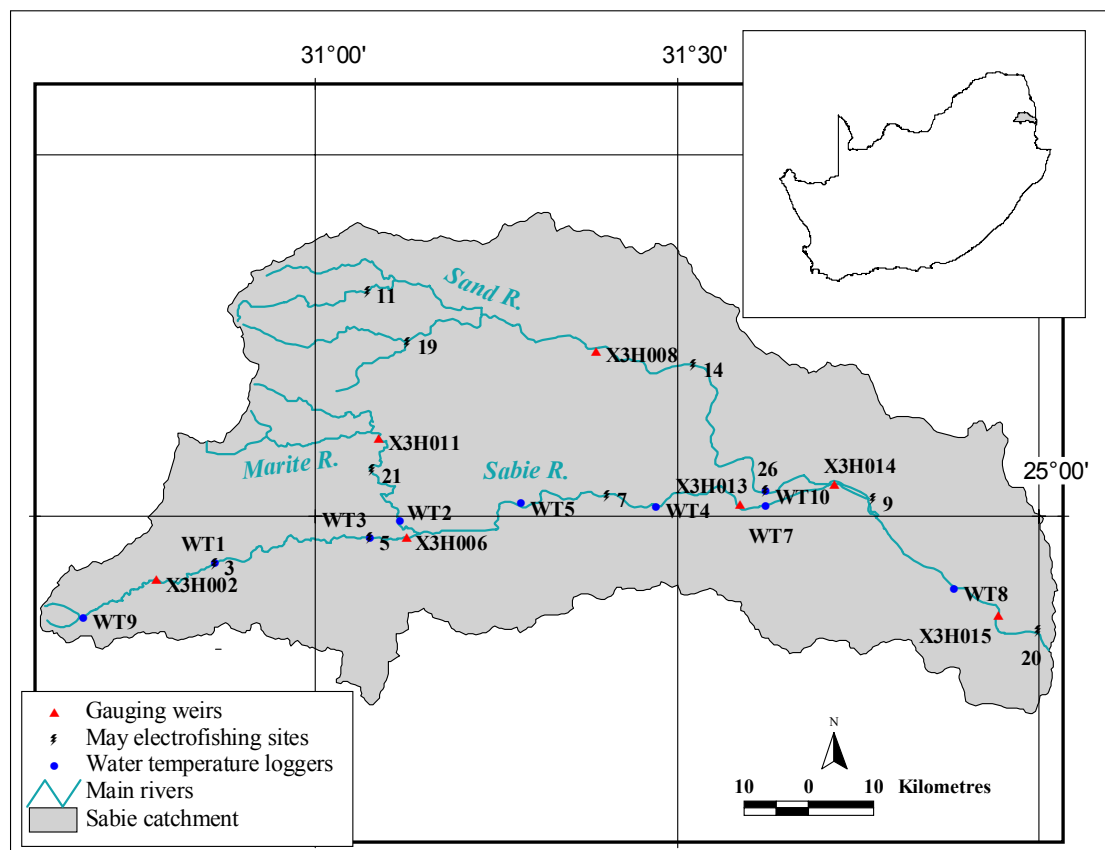 31°00'
31°30'
Sand R.
11
19
X3H008
14
X3H011
Marite R.
21
Sabie R.
26
X3H014
25°00'
X3H013
7
WT10
9
WT3
WT2
WT5
WT4
WT7
WT1
5
X3H006
3
X3H002
WT8
WT9
X3H015
20
Gauging weirs
May electrofishing sites
Water temperature loggers
Main rivers
Sabie catchment
N
10 0 10 Kilometres